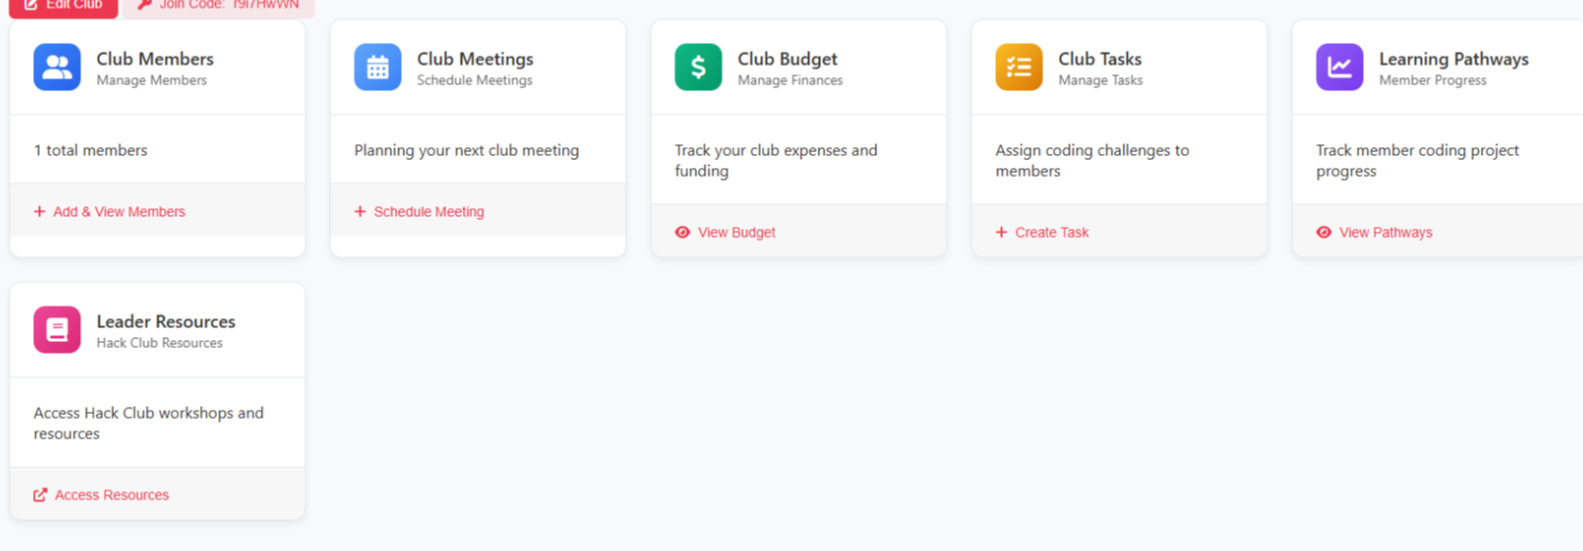 Edit Club
Join Code: r9i7HwWN
Club Members
Manage Members
1 total members
Add & View Members
Club Meetings
Schedule Meetings
Planning your next club meeting
Schedule Meeting
Club Budget
Manage Finances
Track your club expenses and
funding
View Budget
Club Tasks
Manage Tasks
Assign coding challenges to
members
Create Task
Learning Pathways
Member Progress
Track member coding project
progress
View Pathways
Leader Resources
Hack Club Resources
Access Hack Club workshops and
resources
Access Resources